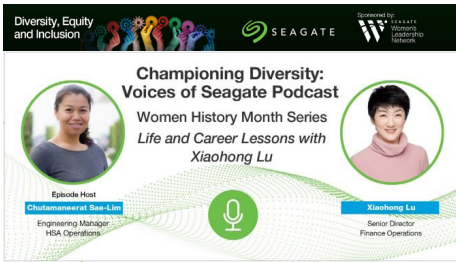 Diversity, Equity
and Inclusion
SEAGATE
Sponsored by
SEAGATE
Women's
Leadership
Network
Championing Diversity:
Voices of Seagate Podcast
Women History Month Series
Life and Career Lessons with
Xiaohong Lu
Episode Host
Chutamaneerat Sae-Lim
Engineering Manager
HSA Operations
Xiaohong Lu
Senior Director
Finance Operations